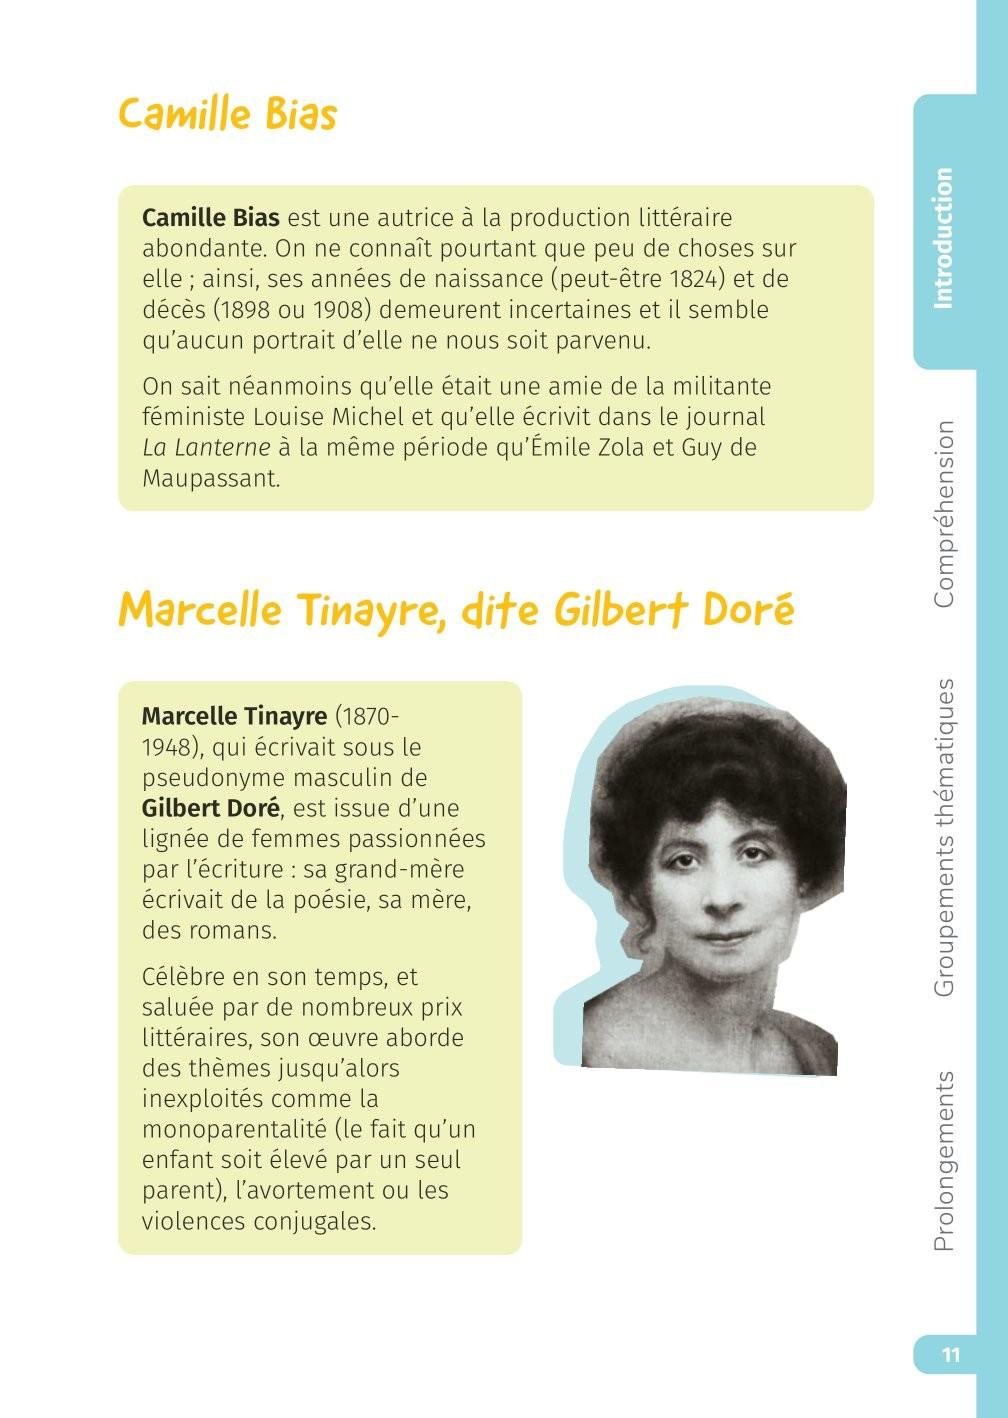 Camille Bias
Camille Bias est une autrice à la production littéraire
abondante. On ne connaît pourtant que peu de choses sur
elle ; ainsi, ses années de naissance (peut-être 1824) et de
décès (1898 ou 1908) demeurent incertaines et il semble
qu’aucun portrait d’elle ne nous soit parvenu.
On sait néanmoins qu’elle était une amie de la militante
féministe Louise Michel et qu’elle écrivit dans le journal
La Lanterne à la même période qu’Émile Zola et Guy de
Maupassant.
Marcelle Tinayre, dite Gilbert Doré
Marcelle Tinayre (1870-
1948), qui écrivait sous le
pseudonyme masculin de
Gilbert Doré, est issue d’une
lignée de femmes passionnées
par l’écriture : sa grand-mère
écrivait de la poésie, sa mère,
des romans.
Célèbre en son temps, et
saluée par de nombreux prix
littéraires, son œuvre aborde
des thèmes jusqu’alors
inexploités comme la
monoparentalité (le fait qu’un
enfant soit élevé par un seul
parent), l’avortement ou les
violences conjugales.
Introduction
Compréhension
Groupements thématiques
Prolongements
11